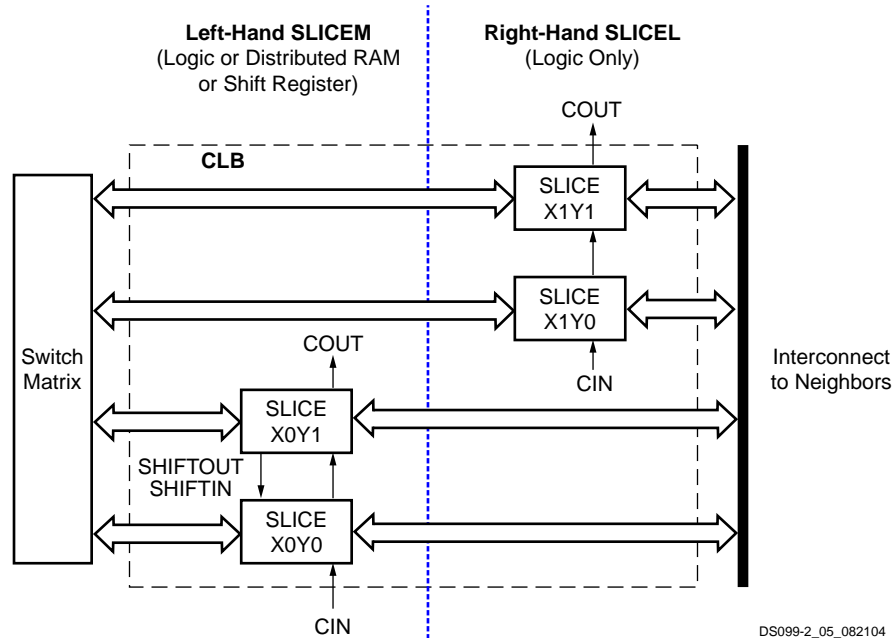 Left-Hand SLICEM
(Logic or Distributed RAM
or Shift Register)
Right-Hand SLICEL
(Logic Only)
COUT
CLB
SLICE
X1Y1
SLICE
X1Y0
COUT
Switch
Matrix
CIN
Interconnect
to Neighbors
SLICE
X0Y1
SHIFTOUT
SHIFTIN
SLICE
X0Y0
CIN
DS099-2_05_082104